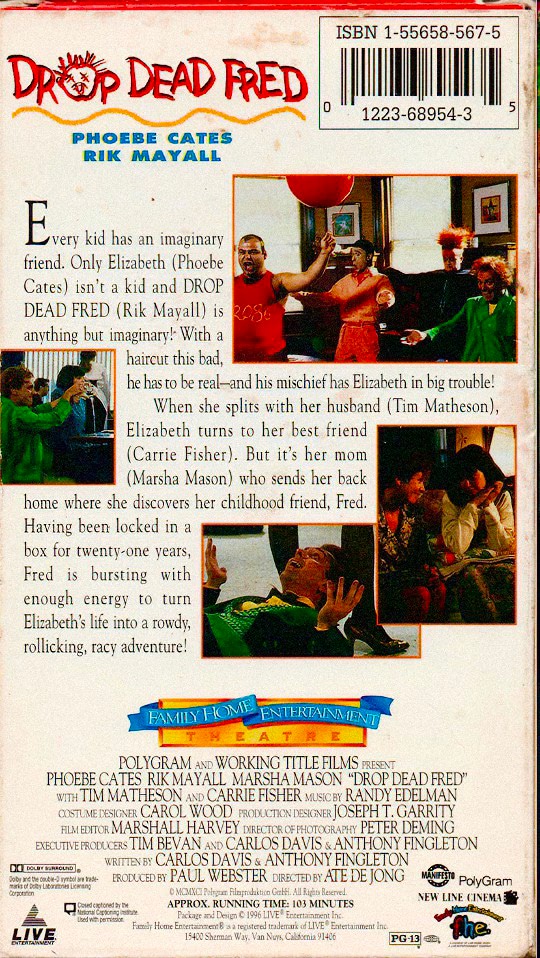 ISBN 1-55658-567-5
0 1223-68954-3 5
DROP DEAD FRED
PHOEBE CATES
RIK MAYALL
Every kid has an imaginary
friend. Only Elizabeth (Phoebe
Cates) isn't a kid and DROP
DEAD FRED (Rik Mayall) is
anything but imaginary! With a
haircut this bad,
he has to be real—and his mischief has Elizabeth in big trouble!
When she splits with her husband (Tim Matheson),
Elizabeth turns to her best friend
(Carrie Fisher). But it's her mom
(Marsha Mason) who sends her back
home where she discovers her childhood friend, Fred.
Having been locked in a
box for twenty-one years,
Fred is bursting with
enough energy to turn
Elizabeth's life into a rowdy,
rollicking, racy adventure!
FAMILY HOME ENTERTAINMENT
THEATRE
POLYGRAM AND WORKING TITLE FILMS PRESENT
PHOEBE CATES RIK MAYALL MARSHA MASON "DROP DEAD FRED"
WITH TIM MATHESON AND CARRIE FISHER MUSIC BY RANDY EDELMAN
COSTUME DESIGNER CAROL WOOD PRODUCTION DESIGNER JOSEPH T. GARRITY
FILM EDITOR MARSHALL HARVEY DIRECTOR OF PHOTOGRAPHY PETER DEMING
EXECUTIVE PRODUCERS TIM BEVAN AND CARLOS DAVIS & ANTHONY FINGLETON
WRITTEN BY CARLOS DAVIS & ANTHONY FINGLETON
PRODUCED BY PAUL WEBSTER DIRECTED BY ATE DE JONG
© MCMXCI Polygram Filmproduktion GmbH. All Rights Reserved.
APPROX. RUNNING TIME: 103 MINUTES
Package and Design © 1996 LIVE® Entertainment Inc.
Family Home Entertainment® is a registered trademark of LIVE® Entertainment Inc.
15400 Sherman Way, Van Nuys, California 91406
DOLBY SURROUND
Dolby and the double-D symbol are trade-
marks of Dolby Laboratories Licensing
Corporation.
Closed captioned by the
National Captioning Institute.
Used with permission.
LIVE
ENTERTAINMENT
MANIFESTO
PolyGram
NEW LINE CINEMA
PG-13
Family Home Entertainment
fhe